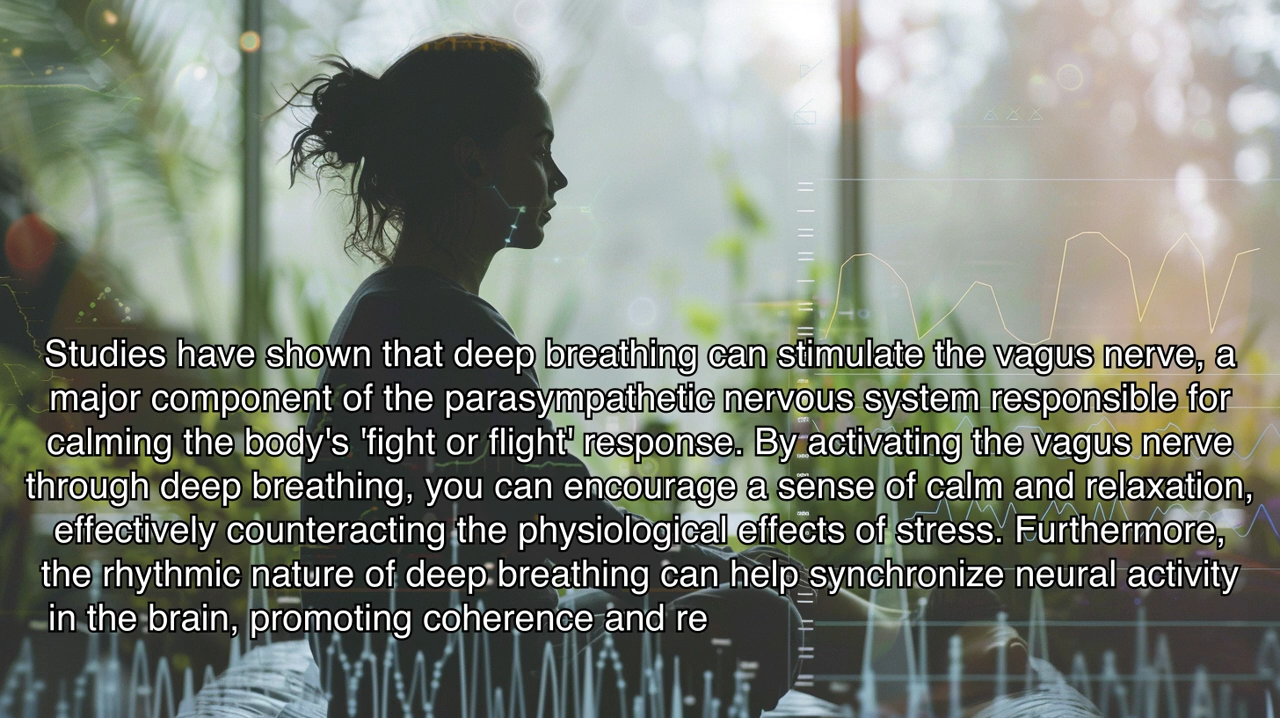 Studies have shown that deep breathing can stimulate the vagus nerve, a
major component of the parasympathetic nervous system responsible for
calming the body's 'fight or flight' response. By activating the vagus nerve
through deep breathing, you can encourage a sense of calm and relaxation,
effectively counteracting the physiological effects of stress. Furthermore,
the rhythmic nature of deep breathing can help synchronize neural activity
in the brain, promoting coherence and re